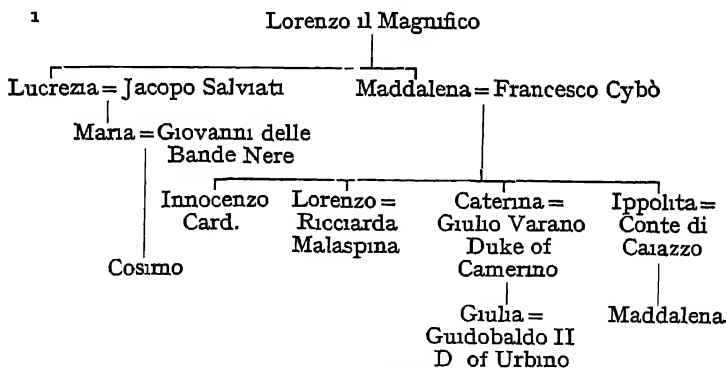 1
Lorenzo il Magnifico
Lucrezia = Jacopo Salviati Maddalena = Francesco Cybò
Maria = Giovanni delle
Bande Nere
Innocenzo Lorenzo = Caterina = Ippolita =
Card. Ricciarda Giulio Varano Conte di
Malaspina Duke of Caiazzo
Cosimo Camerino
Giulia = Maddalena
Guidobaldo II
D of Urbino